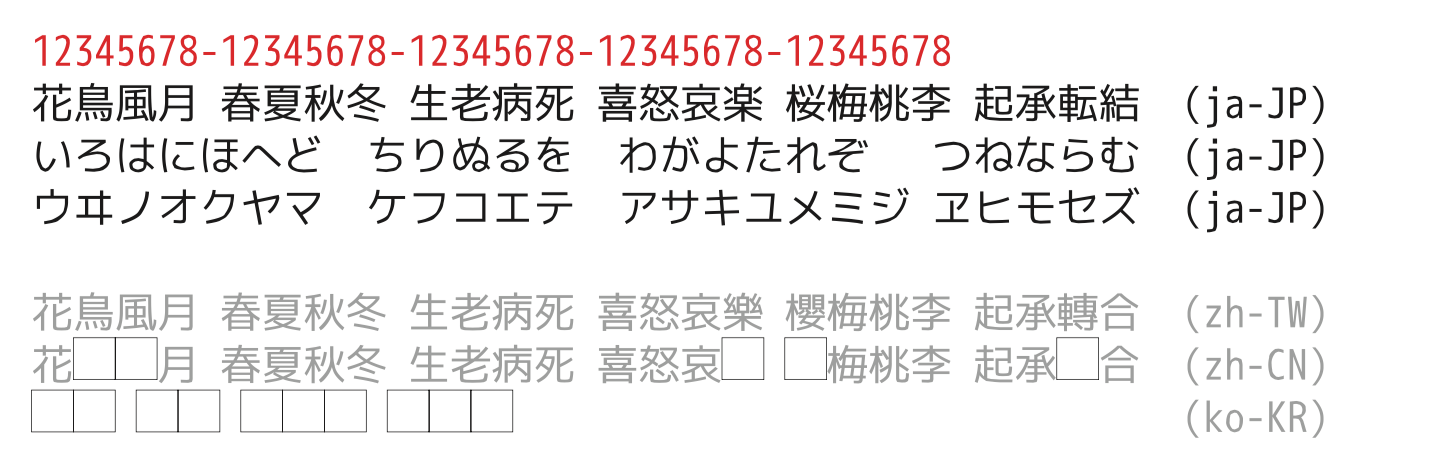 12345678-12345678-12345678-12345678-12345678
花鳥風月 春夏秋冬 生老病死 喜怒哀楽 桜梅桃李 起承転結 (ja-JP)
いろはにほへど ちりぬるを わがよたれぞ つねならむ (ja-JP)
ウヰノオクヤマ ケフコエテ アサキユメミジ ヱヒモセズ (ja-JP)
花鳥風月 春夏秋冬 生老病死 喜怒哀樂 櫻梅桃李 起承轉合 (zh-TW)
花□□月 春夏秋冬 生老病死 喜怒哀□ □梅桃李 起承□合 (zh-CN)
□□ □□ □□□ □□□ (ko-KR)